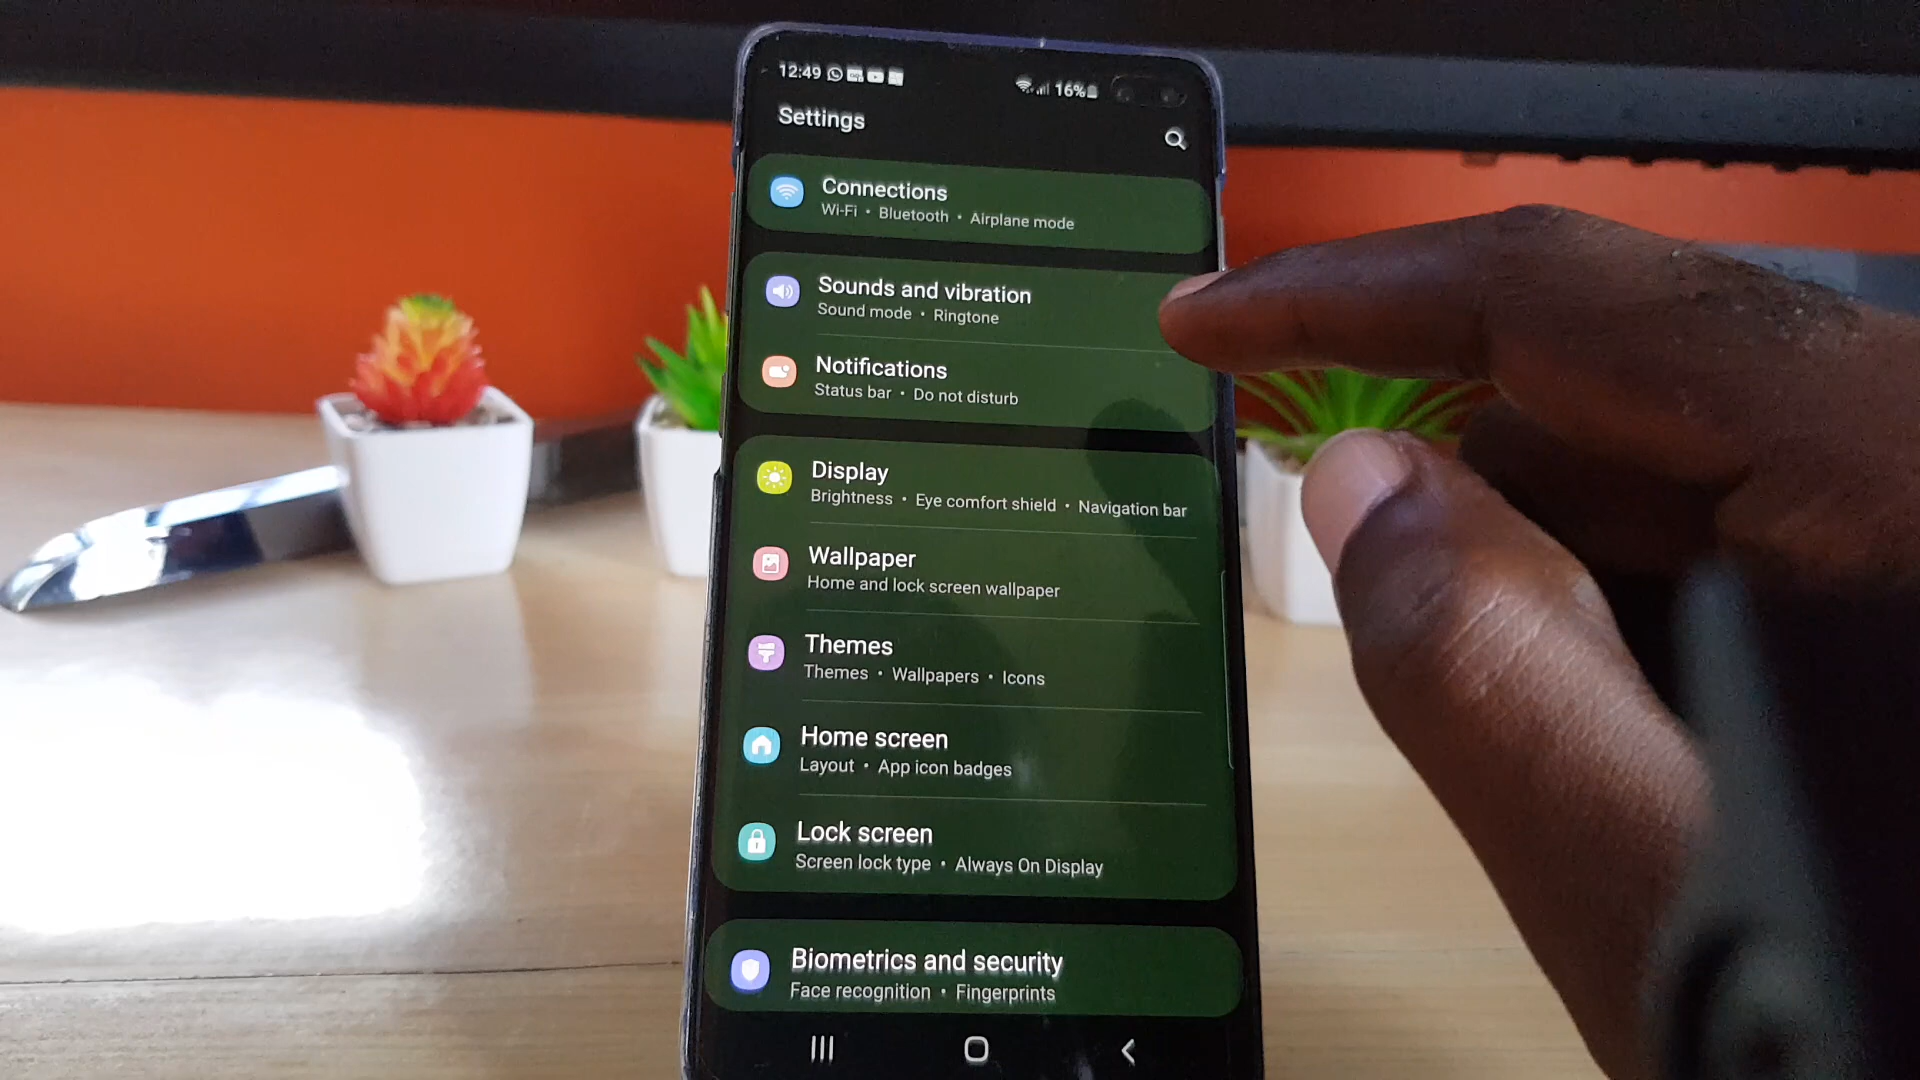 12:49 16%
Settings
Connections
Wi-Fi • Bluetooth • Airplane mode
Sounds and vibration
Sound mode • Ringtone
Notifications
Status bar • Do not disturb
Display
Brightness • Eye comfort shield • Navigation bar
Wallpaper
Home and lock screen wallpaper
Themes
Themes • Wallpapers • Icons
Home screen
Layout • App icon badges
Lock screen
Screen lock type • Always On Display
Biometrics and security
Face recognition • Fingerprints